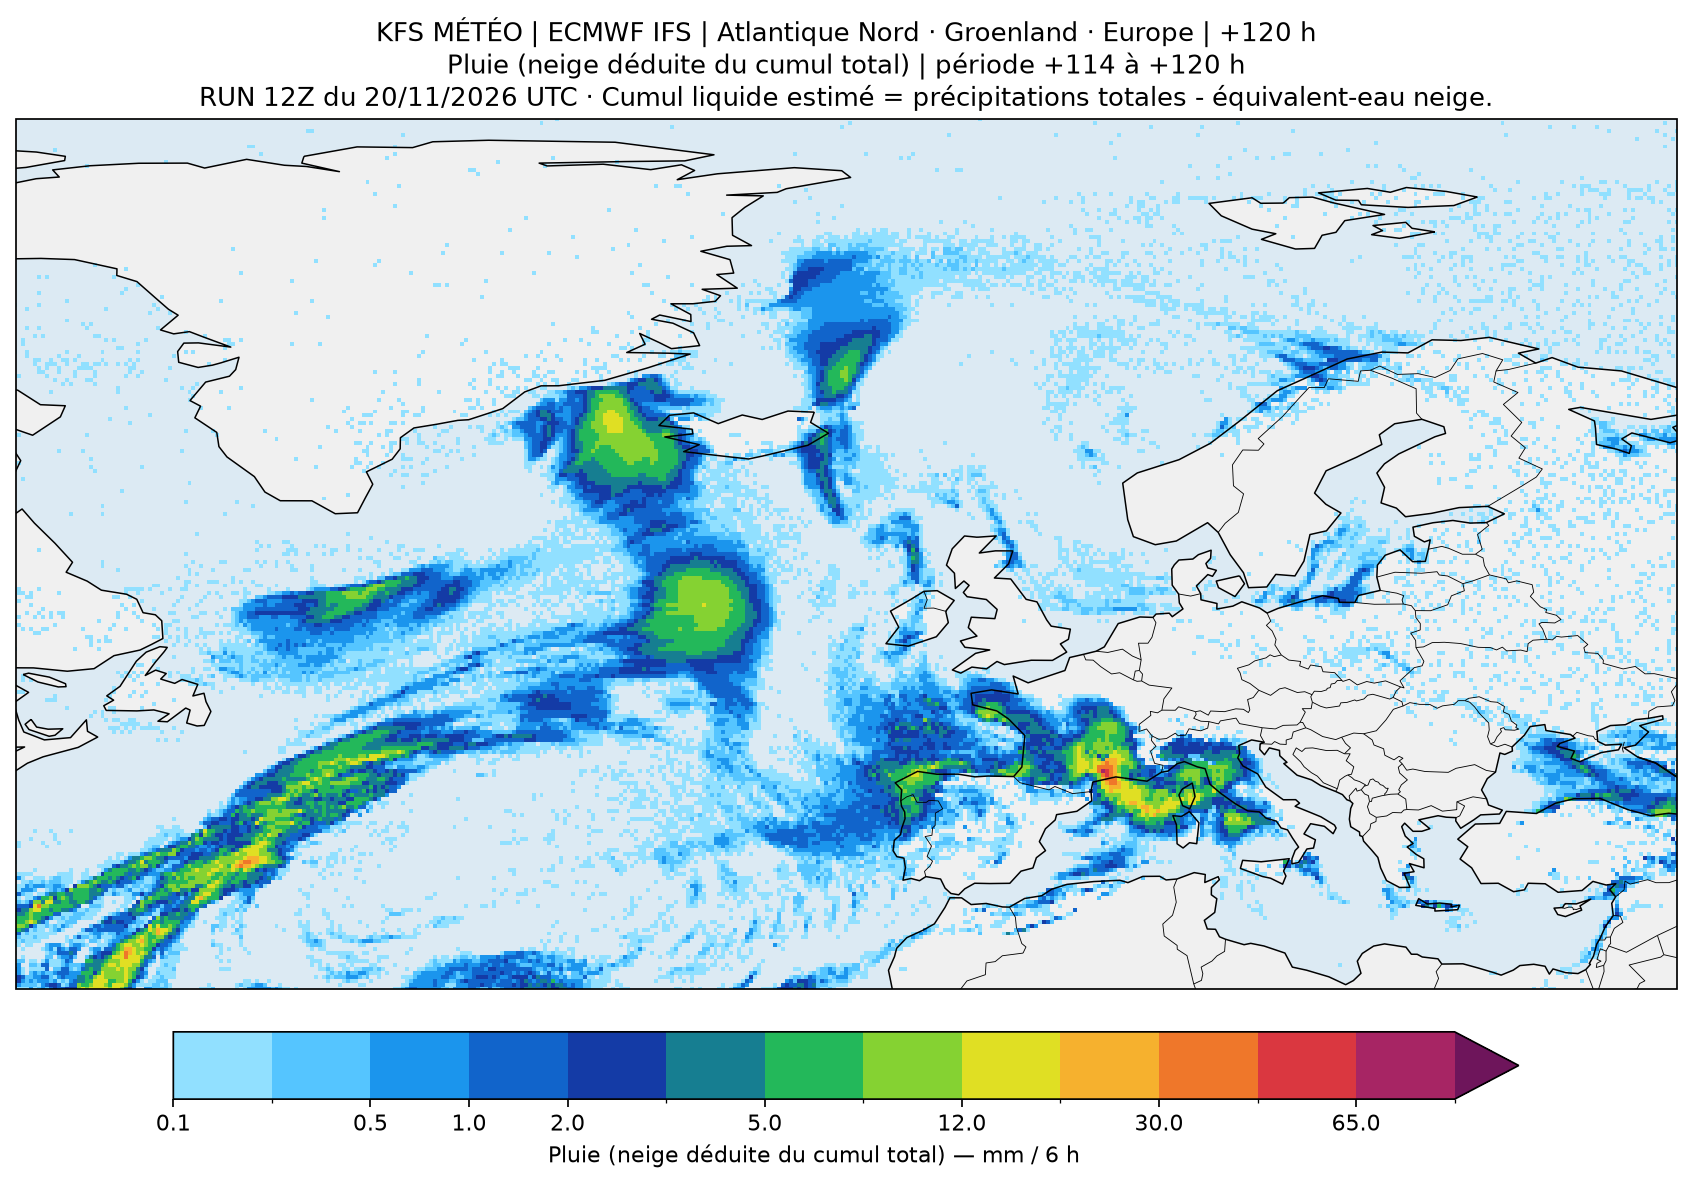 KFS MÉTÉO | ECMWF IFS | Atlantique Nord · Groenland · Europe | +120 h
Pluie (neige déduite du cumul total) | période +114 à +120 h
RUN 12Z du 20/11/2026 UTC · Cumul liquide estimé = précipitations totales - équivalent-eau neige.
0.1 0.5 1.0 2.0 5.0 12.0 30.0 65.0
Pluie (neige déduite du cumul total) — mm / 6 h